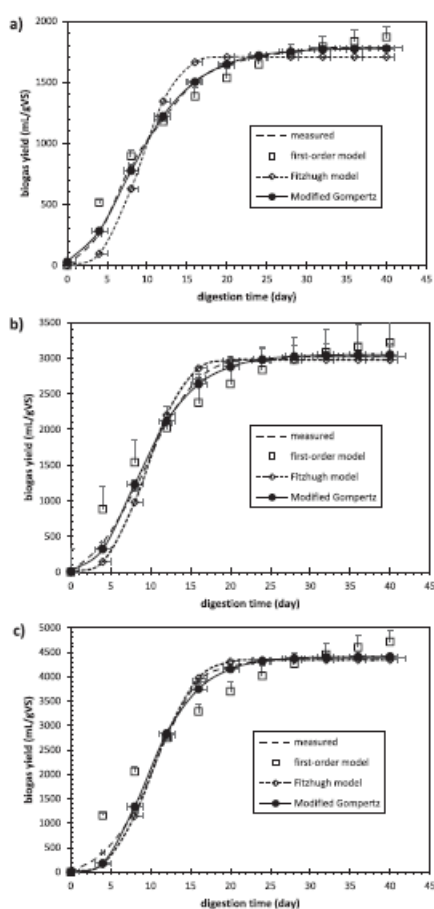 a)
2000
1500
1000
500
0
biogas yield (mL/gVS)
measured
first-order model
Fitzhugh model
Modified Gompertz
0 5 10 15 20 25 30 35 40 45
digestion time (day)
b)
3500
3000
2500
2000
1500
1000
500
0
biogas yield (mL/gVS)
measured
first-order model
Fitzhugh model
Modified Gompertz
0 5 10 15 20 25 30 35 40 45
digestion time (day)
c)
5000
4500
4000
3500
3000
2500
2000
1500
1000
500
0
biogas yield (mL/gVS)
measured
first-order model
Fitzhugh model
Modified Gompertz
0 5 10 15 20 25 30 35 40 45
digestion time (day)